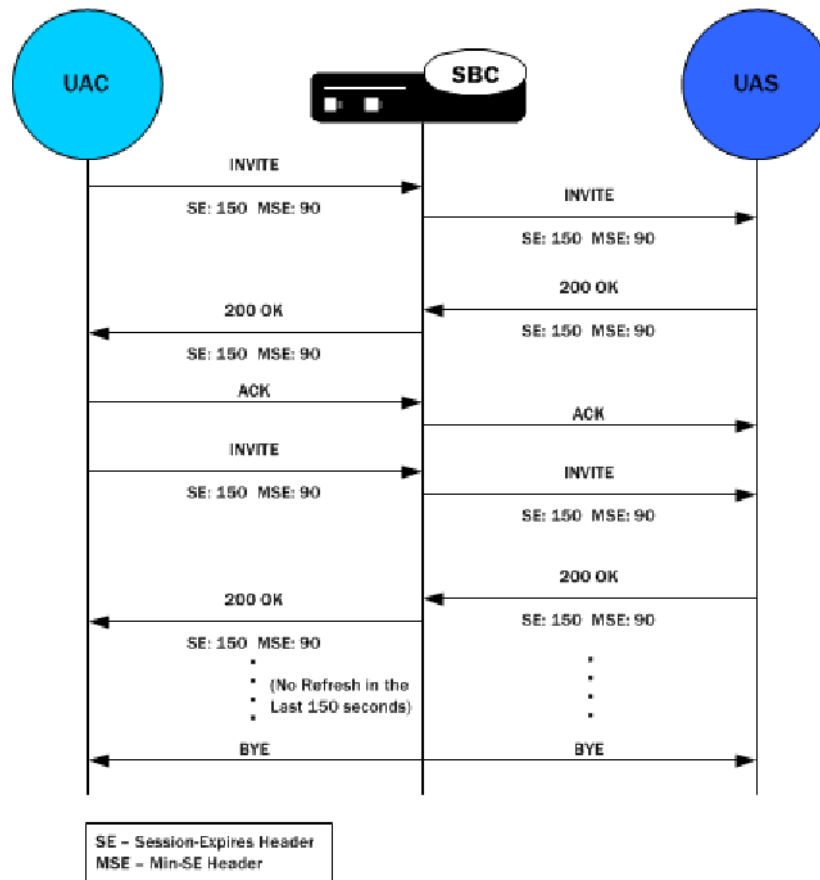 UAC
SBC
UAS
INVITE
SE: 150 MSE: 90
INVITE
SE: 150 MSE: 90
200 OK
SE: 150 MSE: 90
200 OK
SE: 150 MSE: 90
ACK
ACK
INVITE
SE: 150 MSE: 90
INVITE
SE: 150 MSE: 90
200 OK
SE: 150 MSE: 90
200 OK
SE: 150 MSE: 90
(No Refresh in the
Last 150 seconds)
BYE
BYE
SE – Session-Expires Header
MSE – Min-SE Header